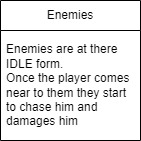 Enemies
Enemies are at there
IDLE form.
Once the player comes
near to them they start
to chase him and
damages him